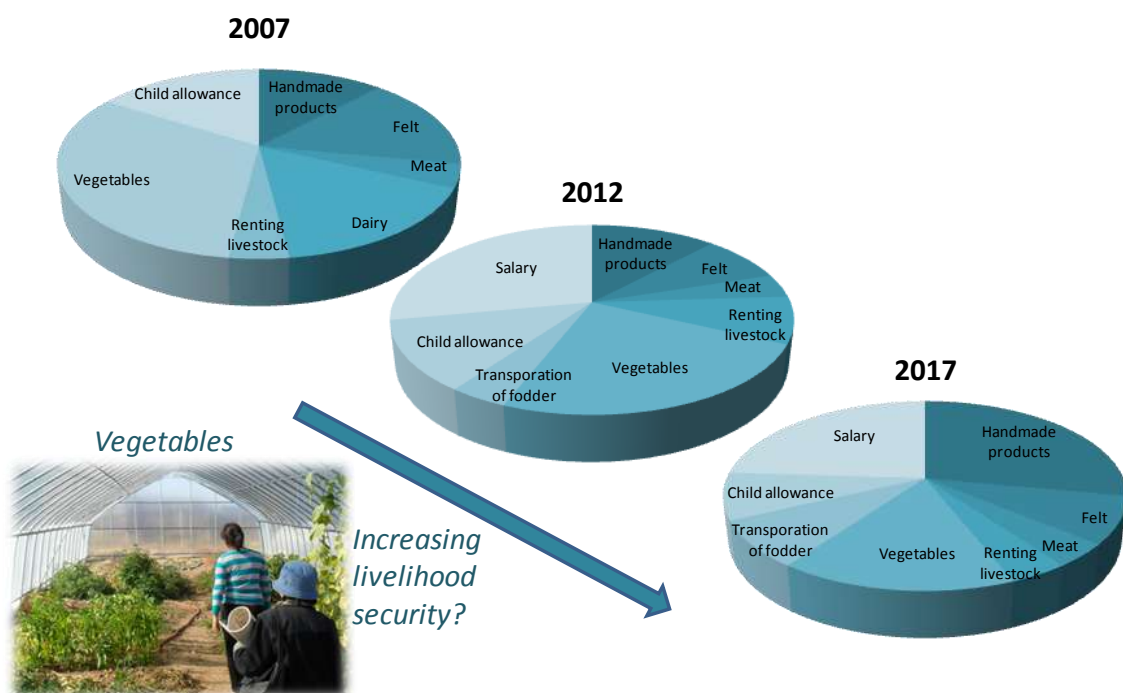 2007
Child allowance
Handmade
products
Felt
Meat
Dairy
Renting
livestock
Vegetables
2012
Salary
Handmade
products
Felt
Meat
Renting
livestock
Vegetables
Transporation
of fodder
Child allowance
2017
Salary
Handmade
products
Felt
Meat
Renting
livestock
Vegetables
Transporation
of fodder
Child allowance
Vegetables
Increasing
livelihood
security?